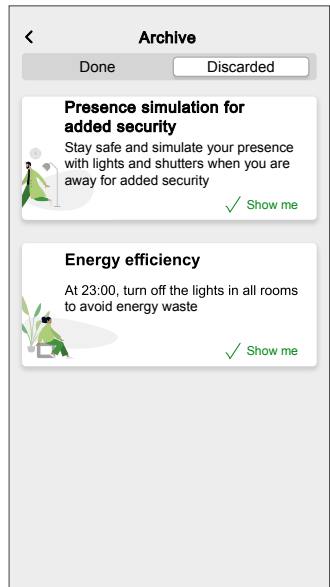 Archive
Done
Discarded
Presence simulation for
added security
Stay safe and simulate your presence
with lights and shutters when you are
away for added security
Show me
Energy efficiency
At 23:00, turn off the lights in all rooms
to avoid energy waste
Show me